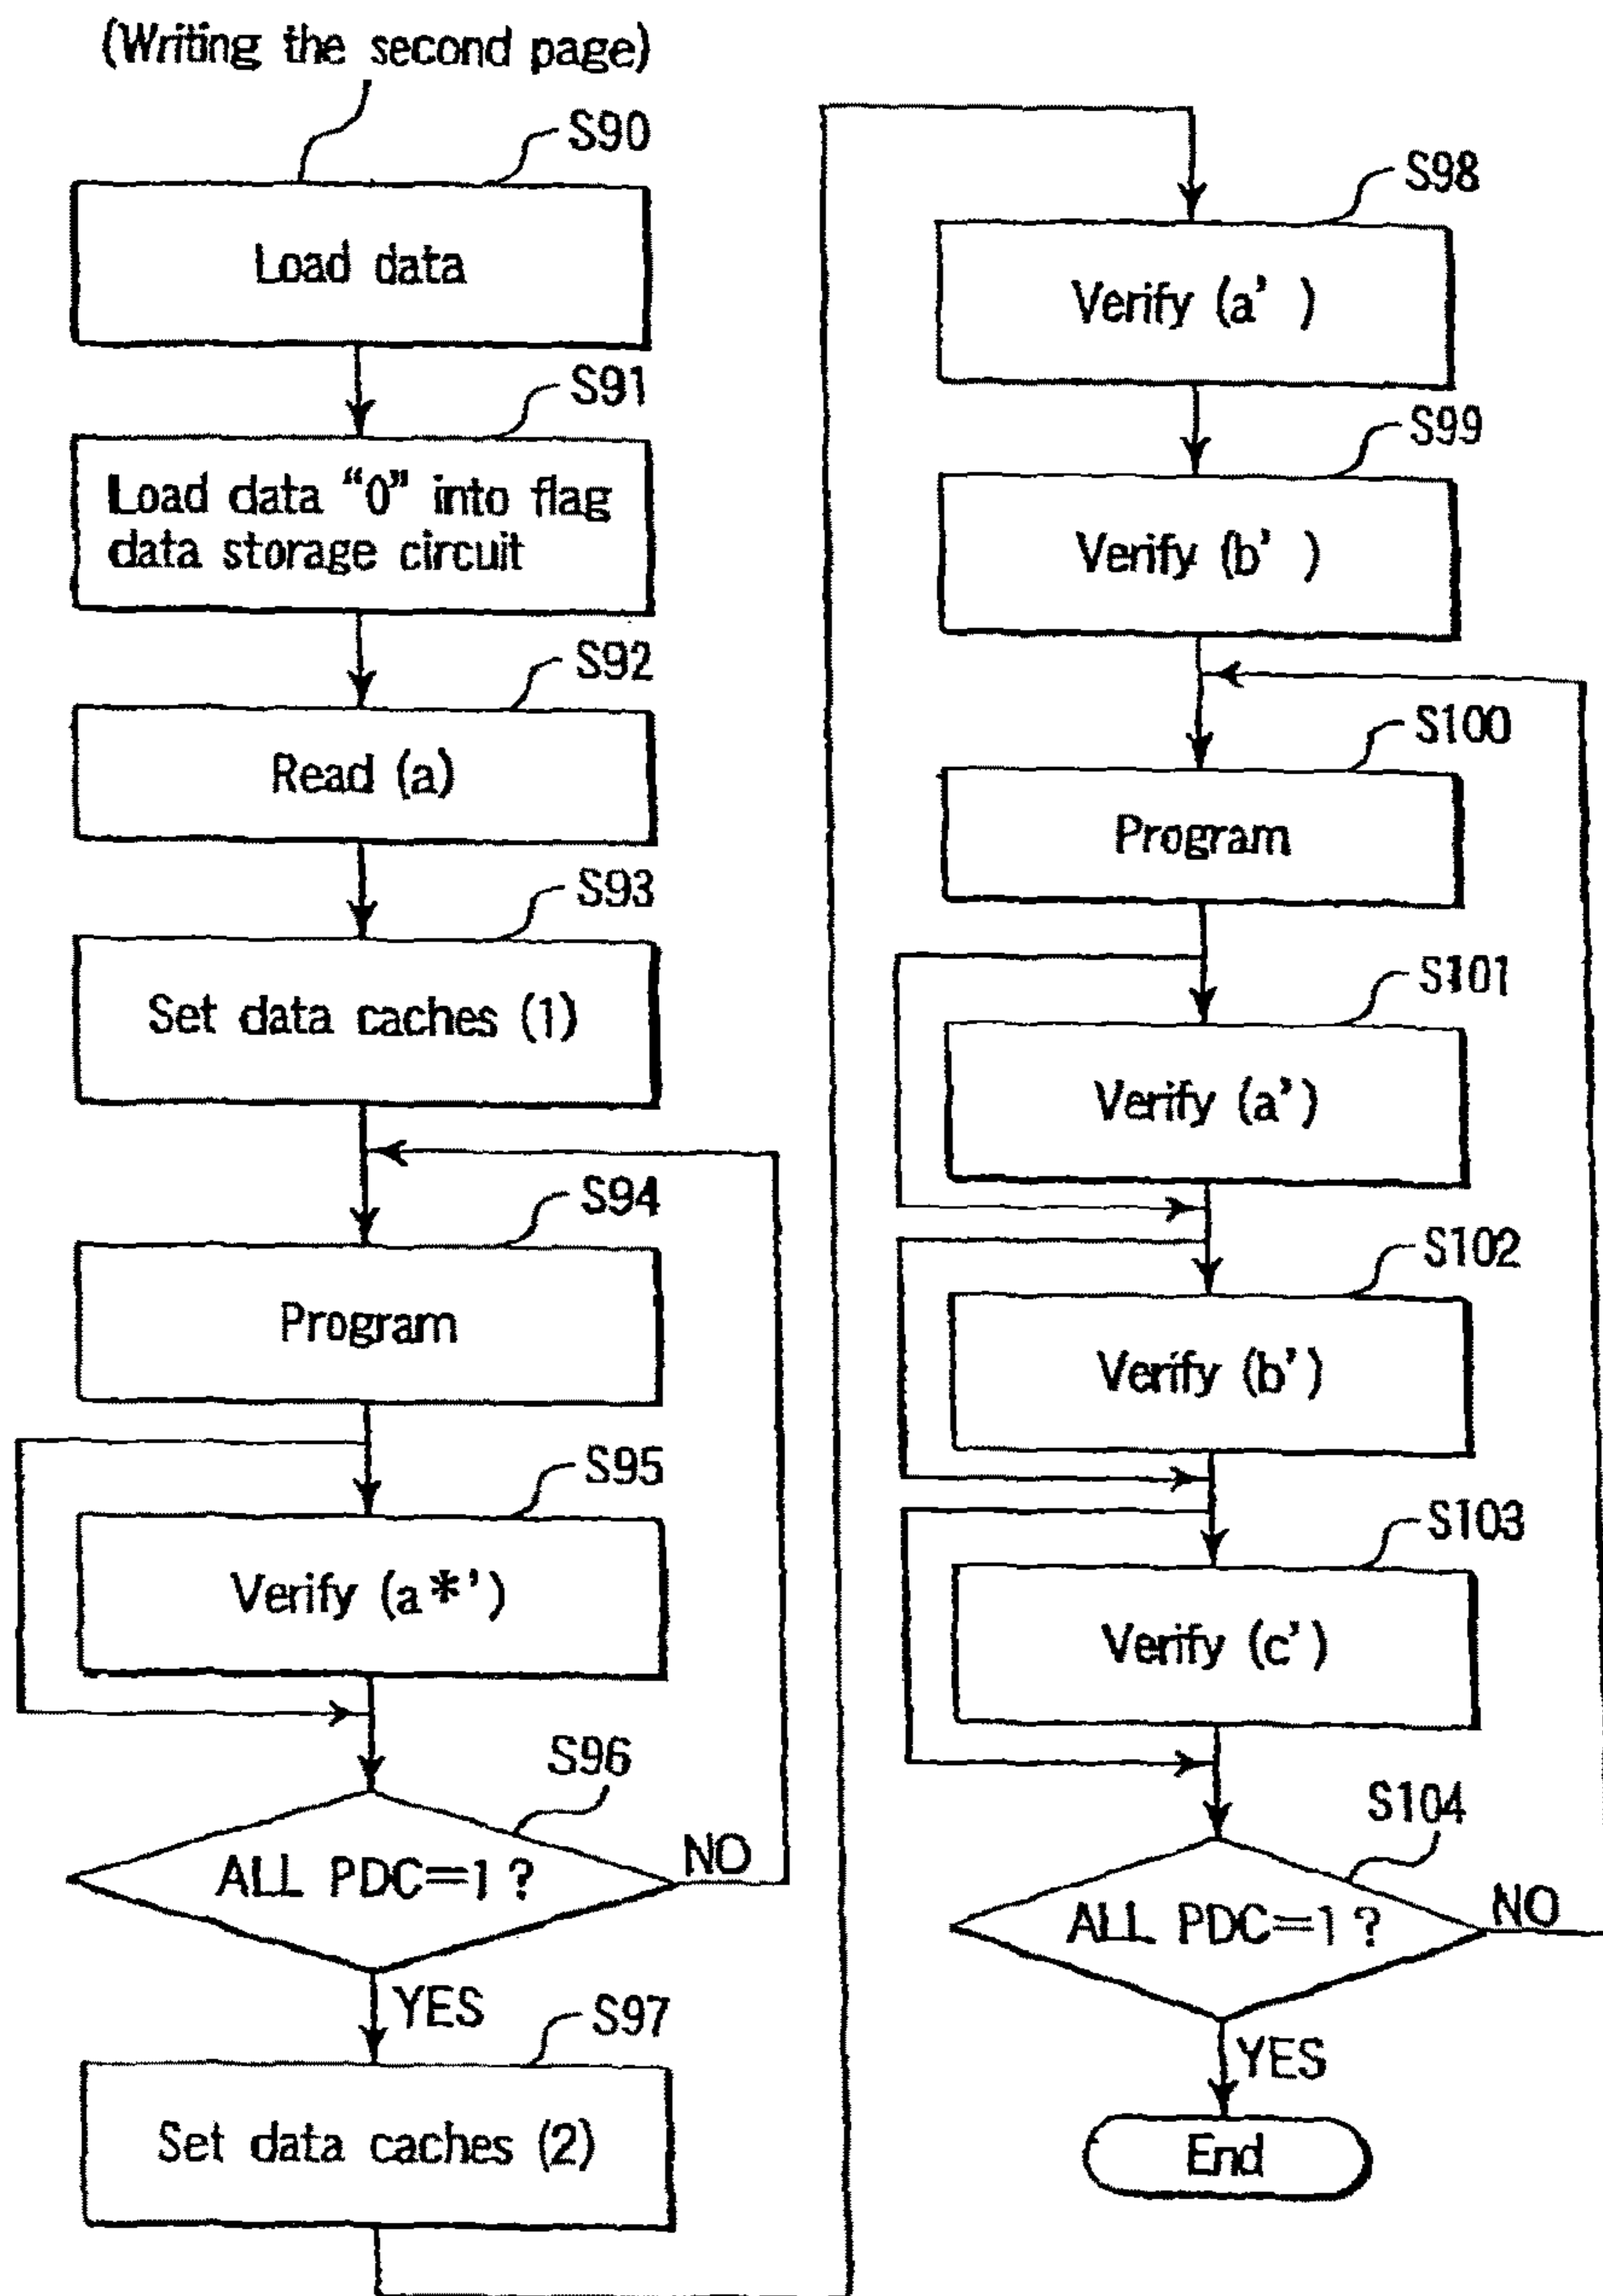 (Writing the second page)
S90
Load data
S91
Load data “0” into flag
data storage circuit
S92
Read (a)
S93
Set data caches (1)
S94
Program
S95
Verify (a*')
S96
ALL PDC=1 ?
NO
YES
S97
Set data caches (2)
S98
Verify (a' )
S99
Verify (b' )
S100
Program
S101
Verify (a')
S102
Verify (b')
S103
Verify (c')
S104
ALL PDC=1 ?
NO
YES
End